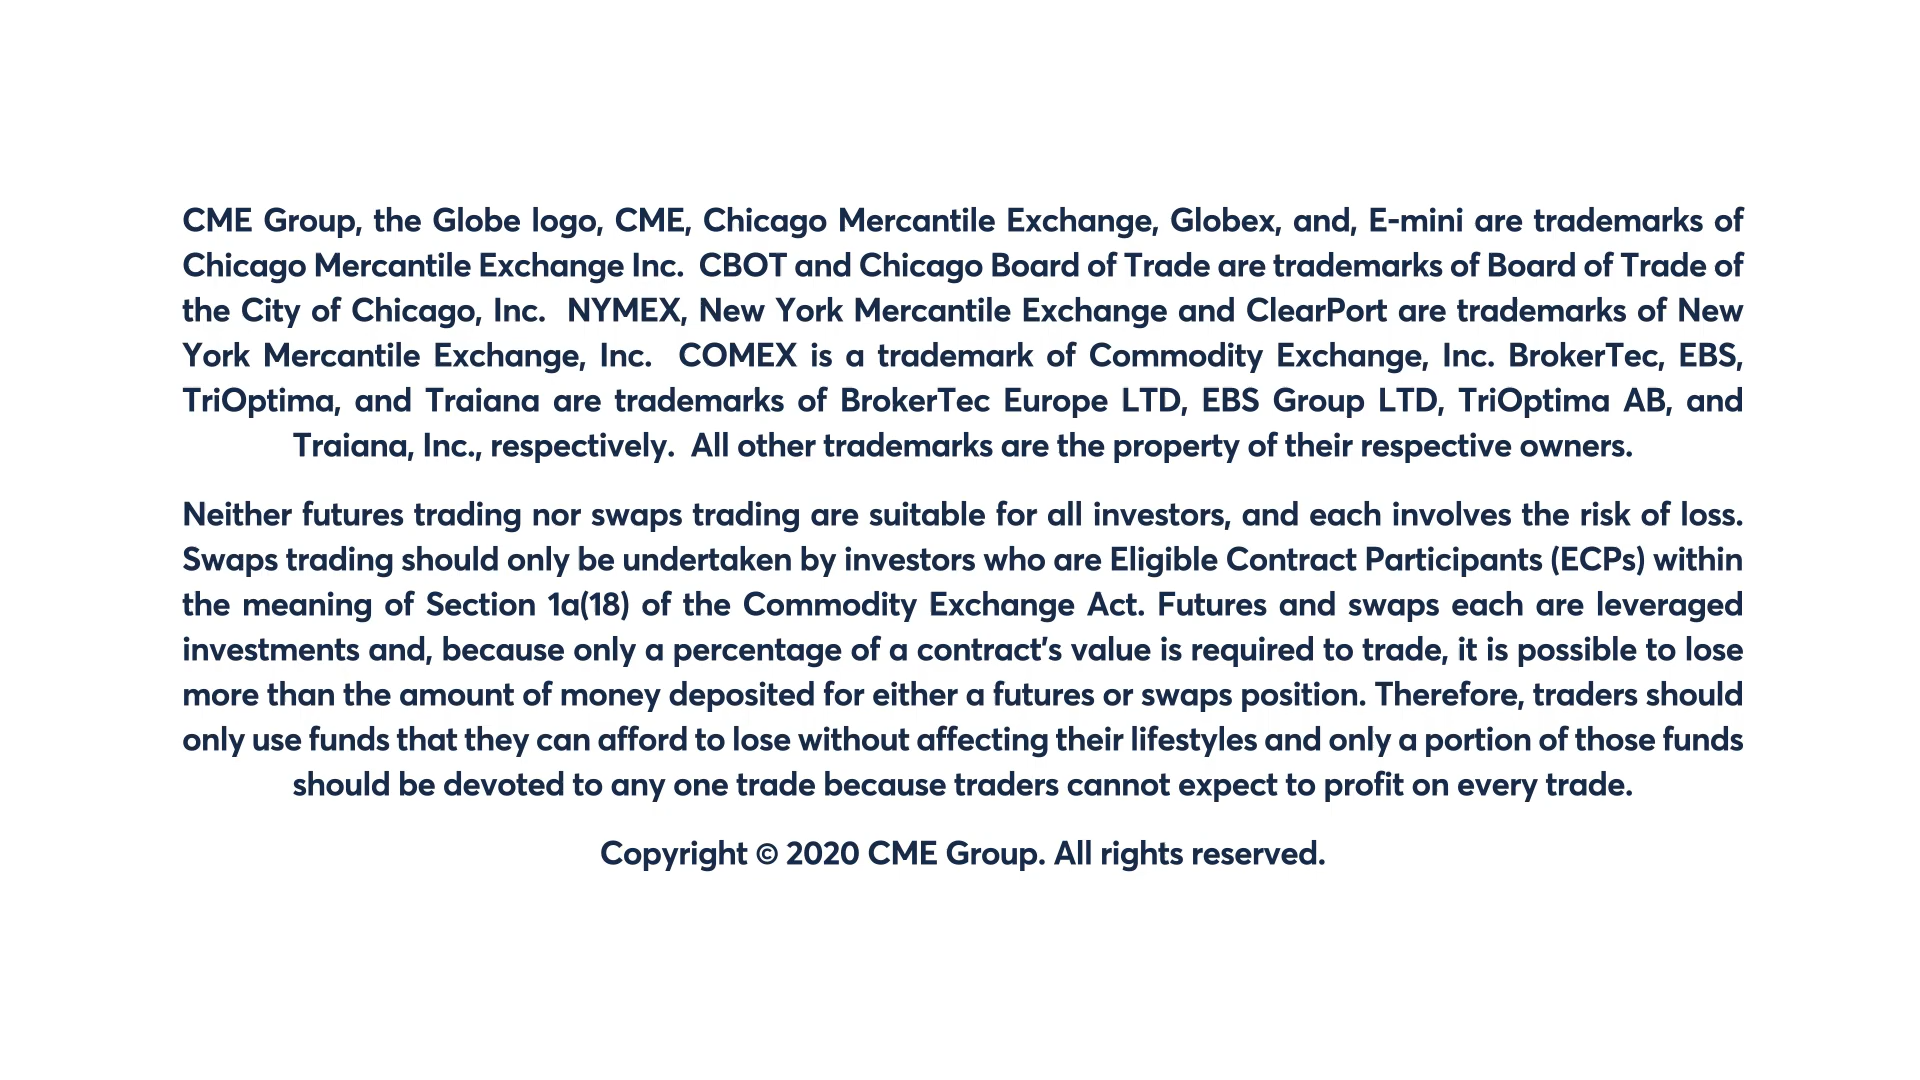 CME Group, the Globe logo, CME, Chicago Mercantile Exchange, Globex, and, E-mini are trademarks of
Chicago Mercantile Exchange Inc.  CBOT and Chicago Board of Trade are trademarks of Board of Trade of
the City of Chicago, Inc.  NYMEX, New York Mercantile Exchange and ClearPort are trademarks of New
York Mercantile Exchange, Inc.  COMEX is a trademark of Commodity Exchange, Inc. BrokerTec, EBS,
TriOptima, and Traiana are trademarks of BrokerTec Europe LTD, EBS Group LTD, TriOptima AB, and
Traiana, Inc., respectively.  All other trademarks are the property of their respective owners.
Neither futures trading nor swaps trading are suitable for all investors, and each involves the risk of loss.
Swaps trading should only be undertaken by investors who are Eligible Contract Participants (ECPs) within
the meaning of Section 1a(18) of the Commodity Exchange Act. Futures and swaps each are leveraged
investments and, because only a percentage of a contract's value is required to trade, it is possible to lose
more than the amount of money deposited for either a futures or swaps position. Therefore, traders should
only use funds that they can afford to lose without affecting their lifestyles and only a portion of those funds
should be devoted to any one trade because traders cannot expect to profit on every trade.
Copyright © 2020 CME Group. All rights reserved.